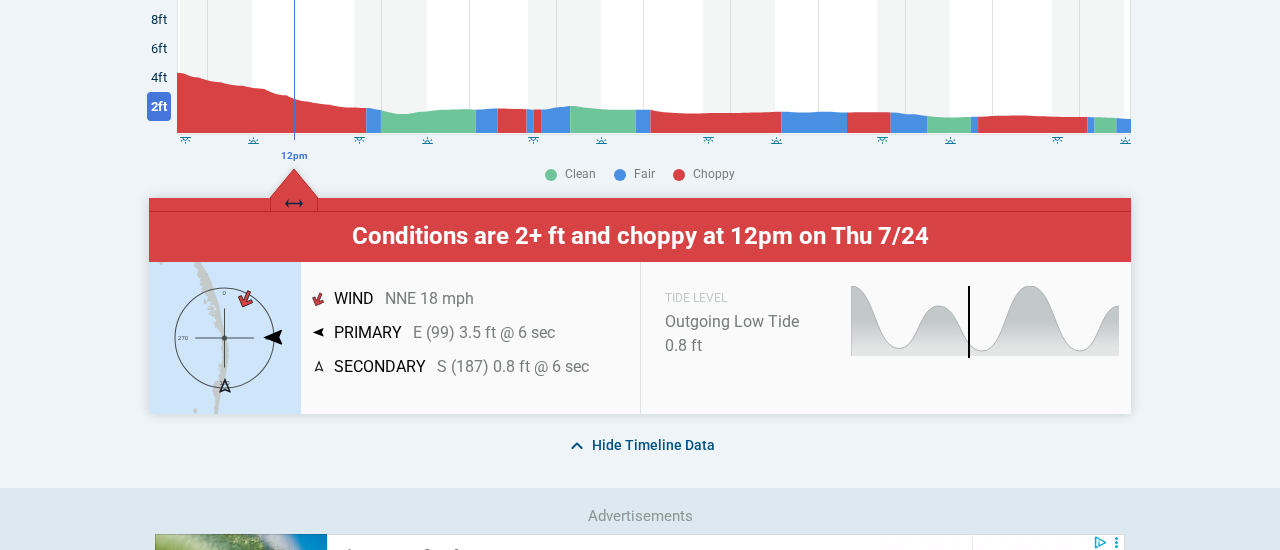 8ft
6ft
4ft
2ft
12pm
Clean
Fair
Choppy
Conditions are 2+ ft and choppy at 12pm on Thu 7/24
0
270
WIND NNE 18 mph
PRIMARY E (99) 3.5 ft @ 6 sec
SECONDARY S (187) 0.8 ft @ 6 sec
TIDE LEVEL
Outgoing Low Tide
0.8 ft
Hide Timeline Data
Advertisements